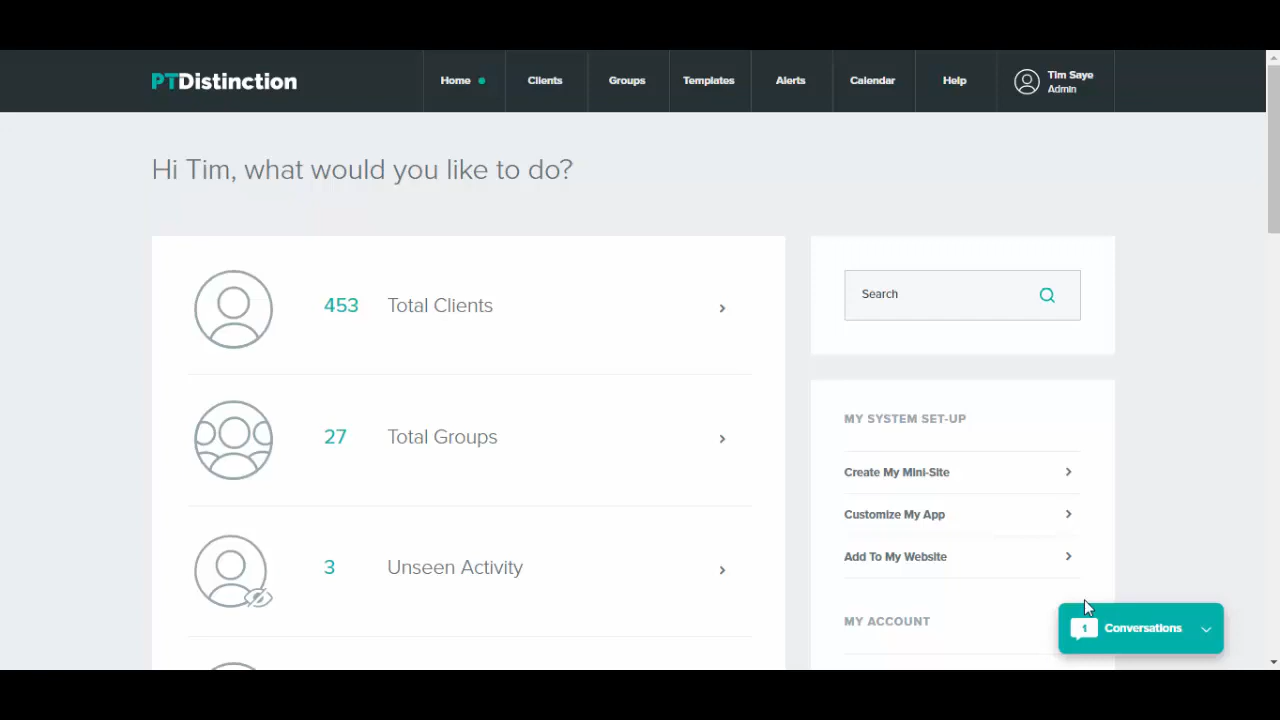 PTDistinction
Home
Clients
Groups
Templates
Alerts
Calendar
Help
Tim Saye
Admin
Hi Tim, what would you like to do?
453 Total Clients
27 Total Groups
3 Unseen Activity
Search
MY SYSTEM SET-UP
Create My Mini-Site
Customize My App
Add To My Website
MY ACCOUNT
1 Conversations